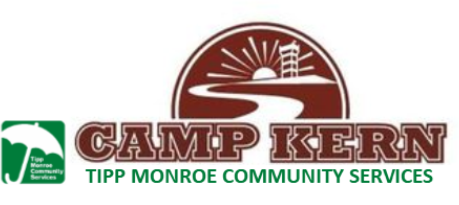 CAMP KERN
Tipp
Monroe
Community
Services
TIPP MONROE COMMUNITY SERVICES